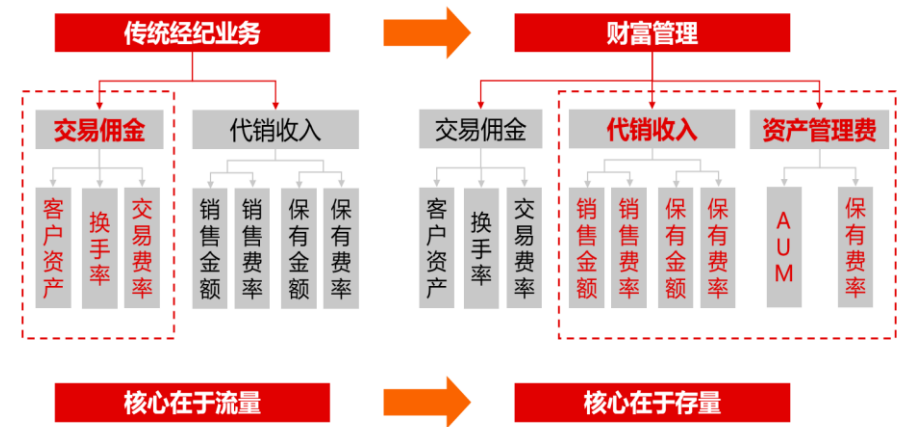 传统经纪业务
财富管理
交易佣金
代销收入
交易佣金
代销收入
资产管理费
客户资产
换手率
交易费率
销售金额
销售费率
保有金额
保有费率
客户资产
换手率
交易费率
销售金额
销售费率
保有金额
保有费率
AUM
保有费率
核心在于流量
核心在于存量